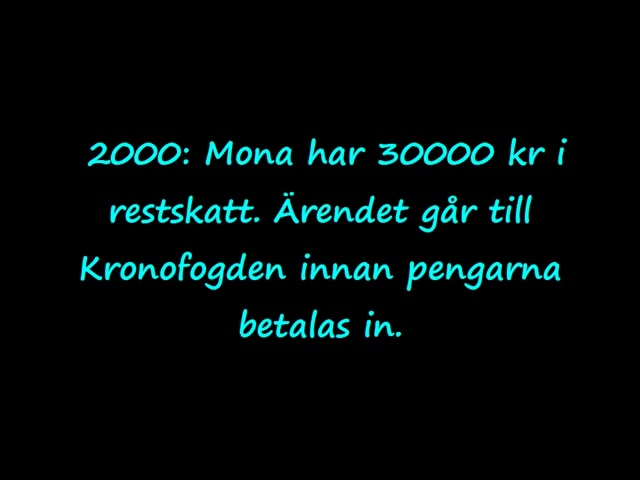 2000: Mona har 30000 kr i
restskatt. Ärendet går till
Kronofogden innan pengarna
betalas in.